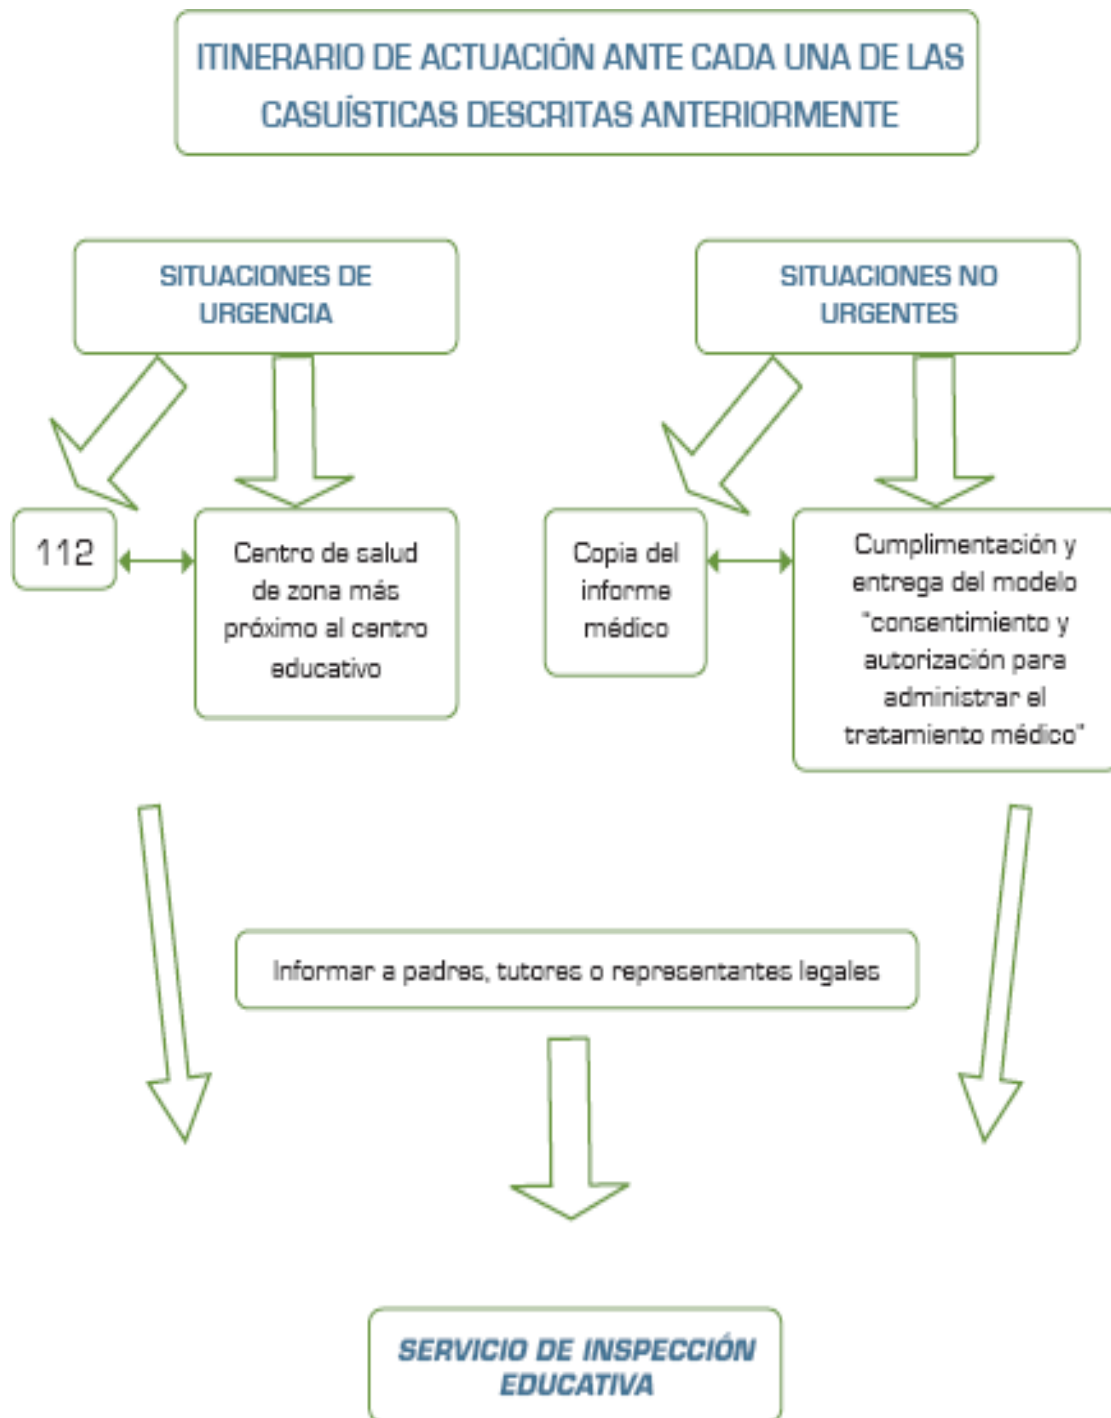 ITINERARIO DE ACTUACIÓN ANTE CADA UNA DE LAS
CASUÍSTICAS DESCRITAS ANTERIORMENTE
SITUACIONES DE
URGENCIA
SITUACIONES NO
URGENTES
112
Centro de salud
de zona más
próximo al centro
educativo
Copia del
informe
médico
Cumplimentación y
entrega del modelo
"consentimiento y
autorización para
administrar el
tratamiento médico"
Informar a padres, tutores o representantes legales
SERVICIO DE INSPECCIÓN
EDUCATIVA